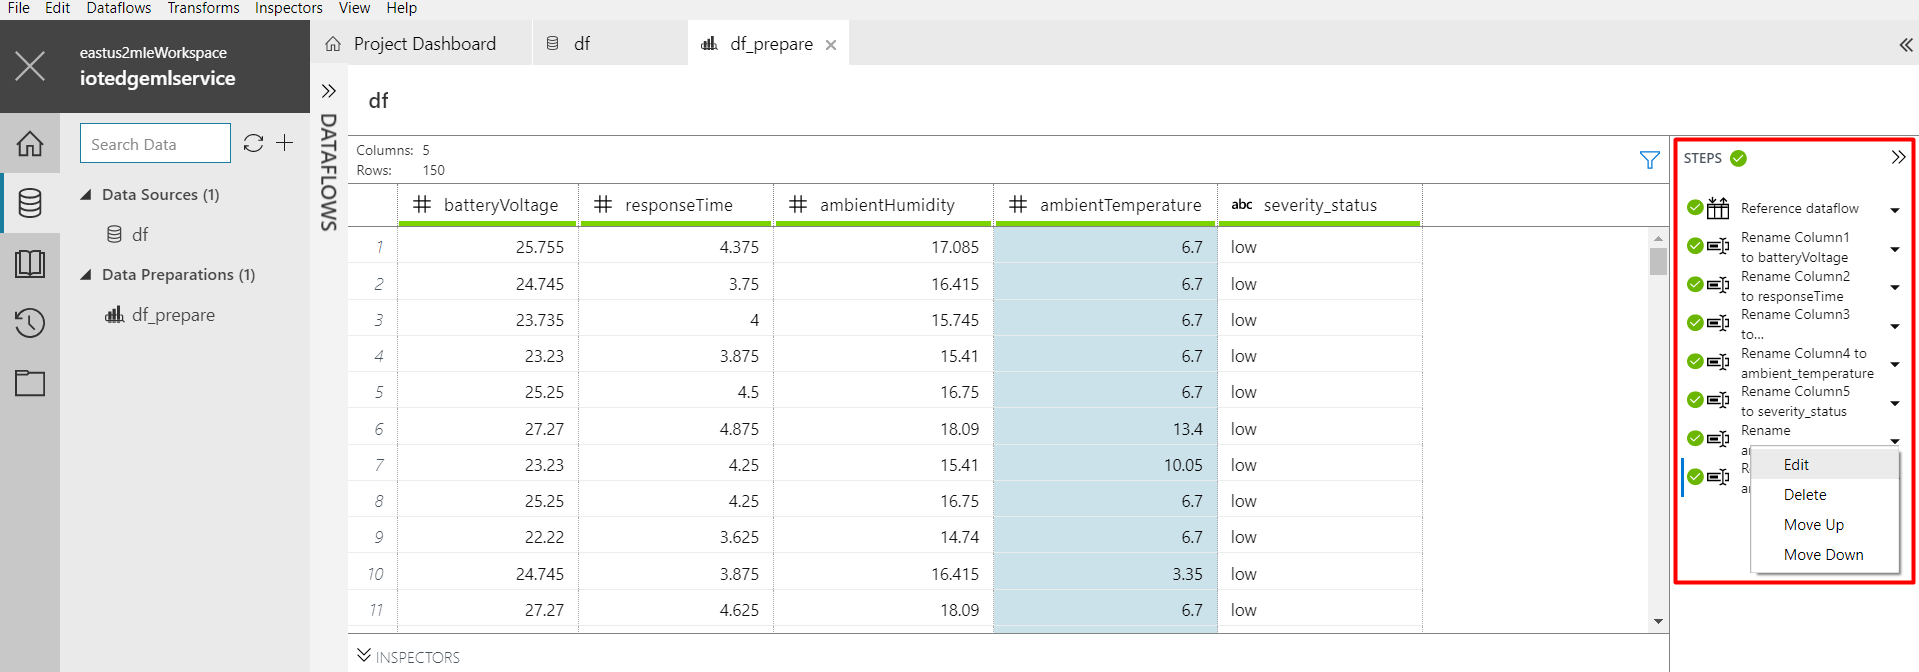 File Edit Dataflows Transforms Inspectors View Help
eastus2mleWorkspace
iotedgemlservice
Project Dashboard
df
df_prepare
Search Data
Data Sources (1)
df
Data Preparations (1)
df_prepare
DATAFLOWS
df
Columns: 5
Rows: 150
batteryVoltage responseTime ambientHumidity ambientTemperature abc severity_status
1 25.755 4.375 17.085 6.7 low
2 24.745 3.75 16.415 6.7 low
3 23.735 4 15.745 6.7 low
4 23.23 3.875 15.41 6.7 low
5 25.25 4.5 16.75 6.7 low
6 27.27 4.875 18.09 13.4 low
7 23.23 4.25 15.41 10.05 low
8 25.25 4.25 16.75 6.7 low
9 22.22 3.625 14.74 6.7 low
10 24.745 3.875 16.415 3.35 low
11 27.27 4.625 18.09 6.7 low
INSPECTORS
STEPS
Reference dataflow
Rename Column1
to batteryVoltage
Rename Column2
to responseTime
Rename Column3
to...
Rename Column4 to
ambient_temperature
Rename Column5
to severity_status
Rename
Edit
Delete
Move Up
Move Down